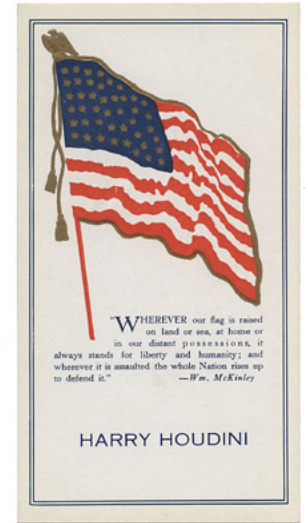 "WHEREVER our flag is raised
on land or sea, at home or
in our distant possessions, it
always stands for liberty and humanity; and
wherever it is assaulted the whole Nation rises up
to defend it." —Wm. McKinley
HARRY HOUDINI